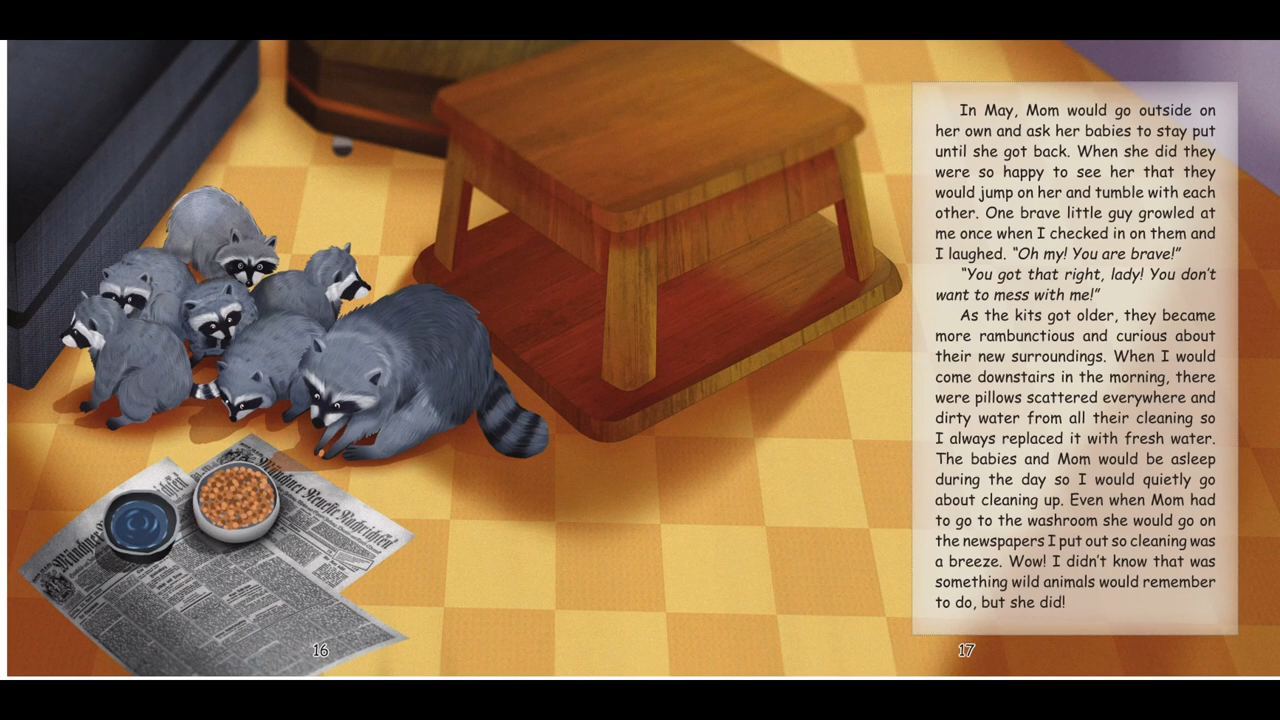 In May, Mom would go outside on
her own and ask her babies to stay put
until she got back. When she did they
were so happy to see her that they
would jump on her and tumble with each
other. One brave little guy growled at
me once when I checked in on them and
I laughed. “Oh my! You are brave!”
“You got that right, lady! You don’t
want to mess with me!”
As the kits got older, they became
more rambunctious and curious about
their new surroundings. When I would
come downstairs in the morning, there
were pillows scattered everywhere and
dirty water from all their cleaning so
I always replaced it with fresh water.
The babies and Mom would be asleep
during the day so I would quietly go
about cleaning up. Even when Mom had
to go to the washroom she would go on
the newspapers I put out so cleaning was
a breeze. Wow! I didn’t know that was
something wild animals would remember
to do, but she did!
Münchner Neueste Nachrichten
Münchner
16
17